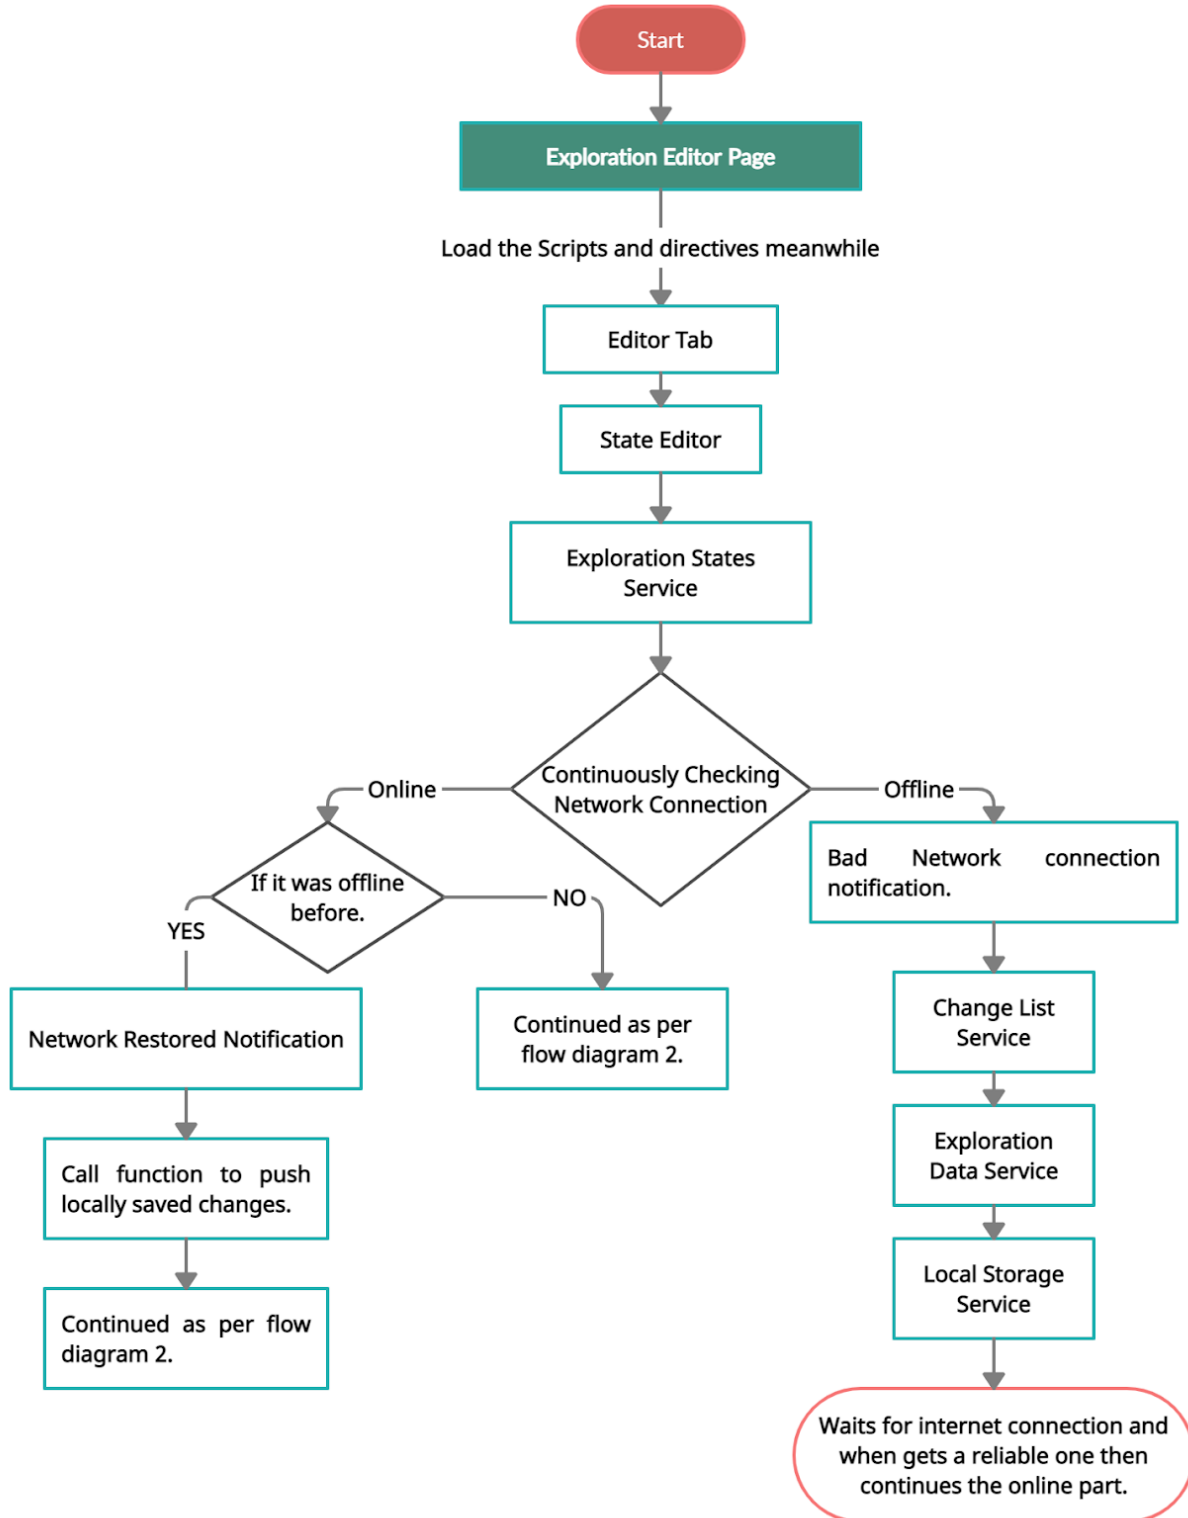 Start
Exploration Editor Page
Load the Scripts and directives meanwhile
Editor Tab
State Editor
Exploration States
Service
Continuously Checking
Network Connection
Online
Offline
If it was offline
before.
YES
NO
Bad Network connection
notification.
Network Restored Notification
Continued as per
flow diagram 2.
Change List
Service
Call function to push
locally saved changes.
Exploration
Data Service
Continued as per flow
diagram 2.
Local Storage
Service
Waits for internet connection and
when gets a reliable one then
continues the online part.